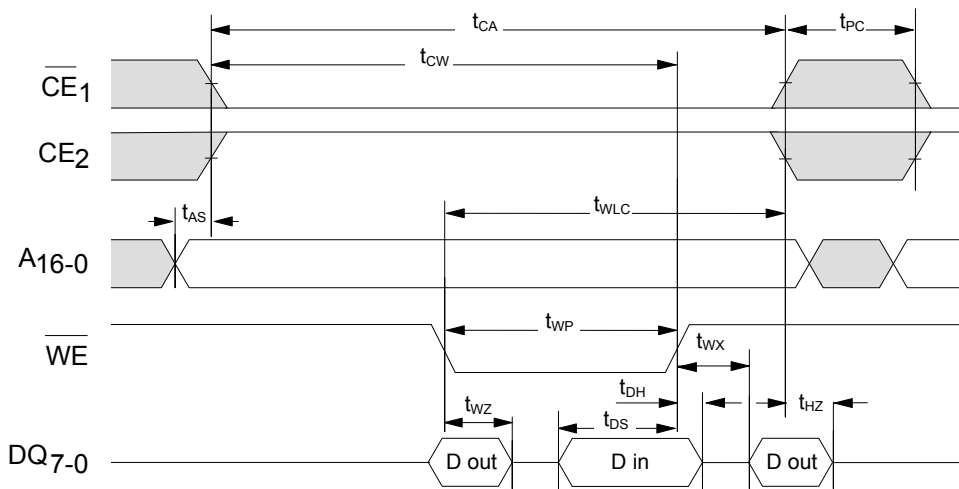 tCA
tPC
tCW
CE1
CE2
tAS
tWLC
A16-0
tWP
WE
tWX
tDH
tWZ
tHZ
tDS
DQ7-0
D out
D in
D out